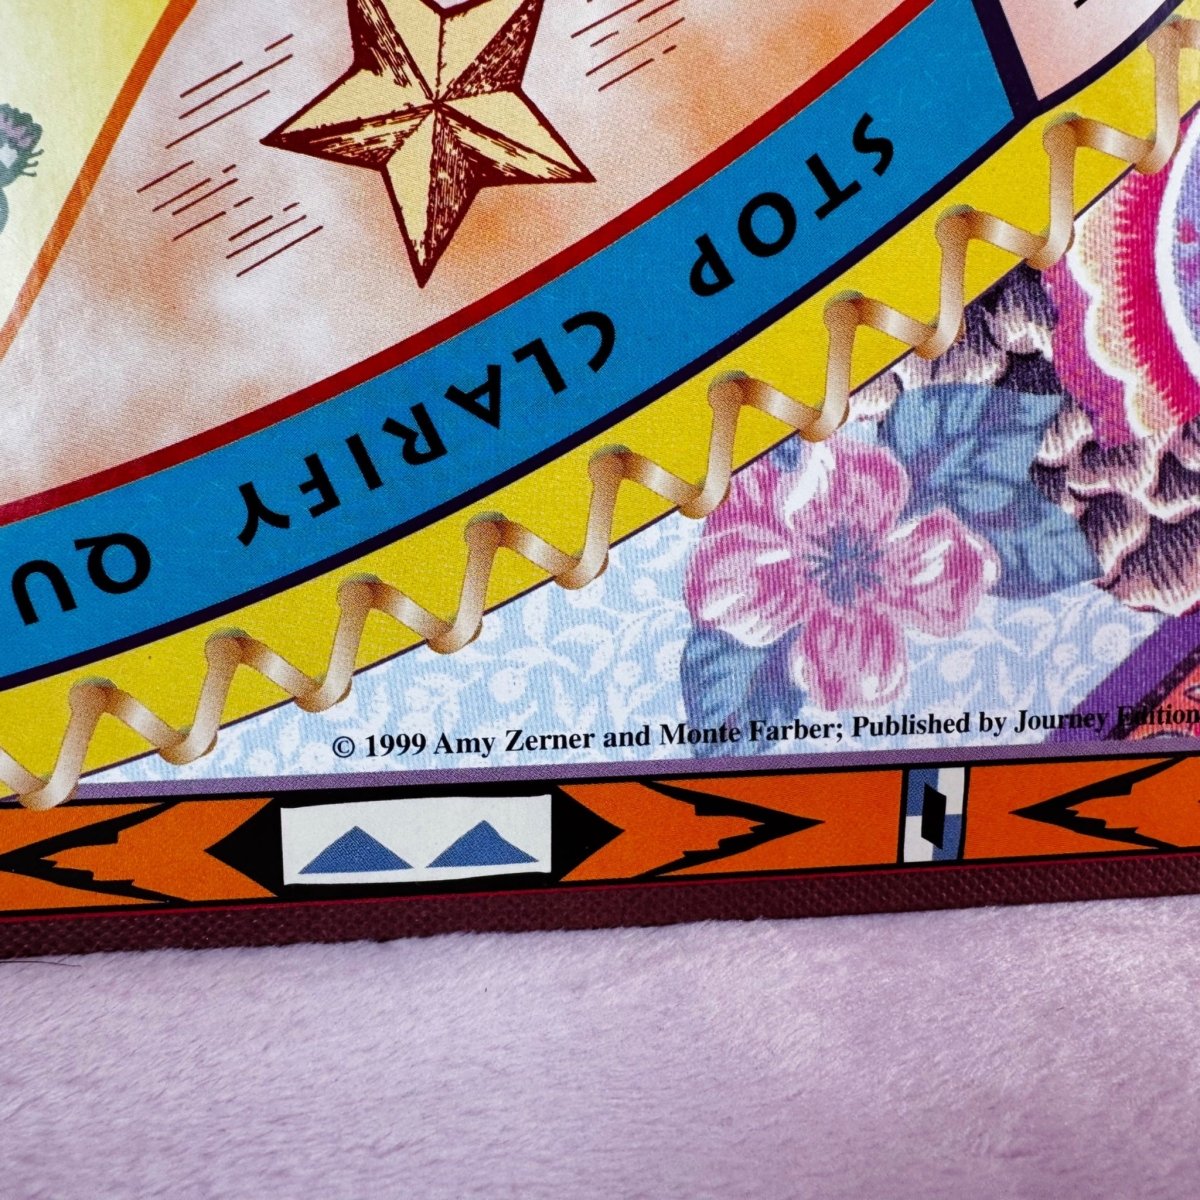 STOP CLARIFY QU
© 1999 Amy Zerner and Monte Farber; Published by Journey Edition